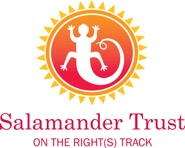 Salamander Trust
ON THE RIGHT(S) TRACK